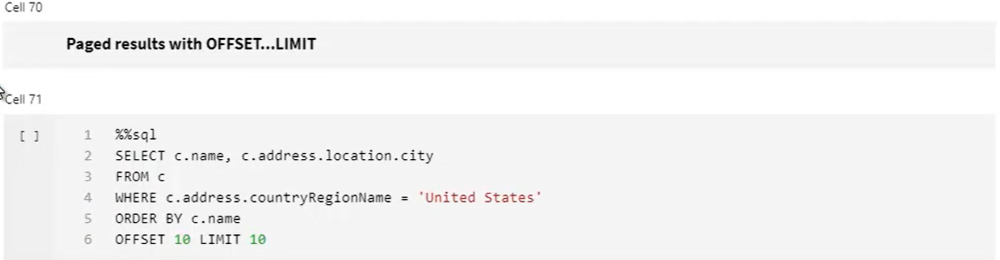 Cell 70
Paged results with OFFSET...LIMIT
Cell 71
[ ] 1 %%sql
2 SELECT c.name, c.address.location.city
3 FROM c
4 WHERE c.address.countryRegionName = 'United States'
5 ORDER BY c.name
6 OFFSET 10 LIMIT 10